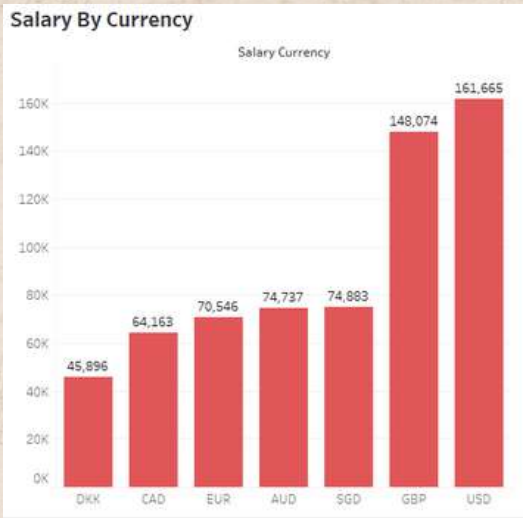 Salary By Currency
Salary Currency
161,665
160K
148,074
140K
120K
100K
80K
74,737 74,883
70,546
64,163
60K
45,896
40K
20K
0K
DKK CAD EUR AUD SGD GBP USD